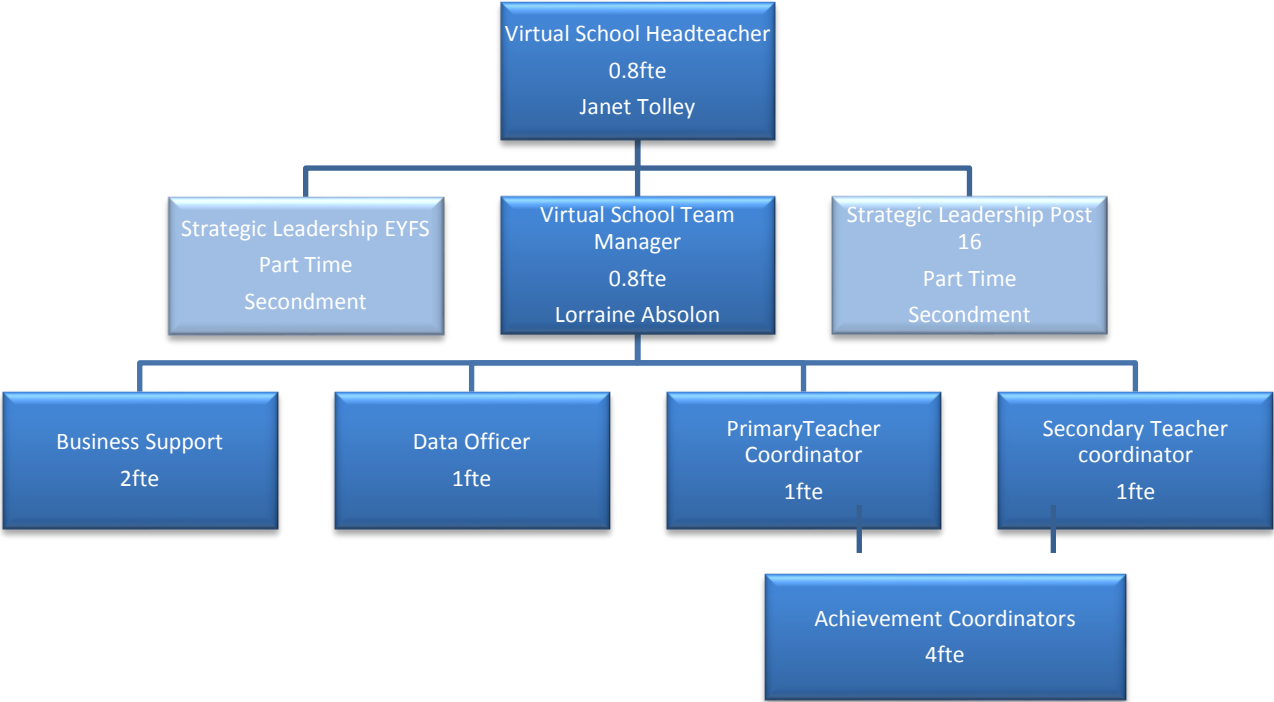 Virtual School Headteacher
0.8fte
Janet Tolley
Strategic Leadership EYFS
Part Time
Secondment
Virtual School Team
Manager
0.8fte
Lorraine Absolon
Strategic Leadership Post
16
Part Time
Secondment
Business Support
2fte
Data Officer
1fte
PrimaryTeacher
Coordinator
1fte
Secondary Teacher
coordinator
1fte
Achievement Coordinators
4fte